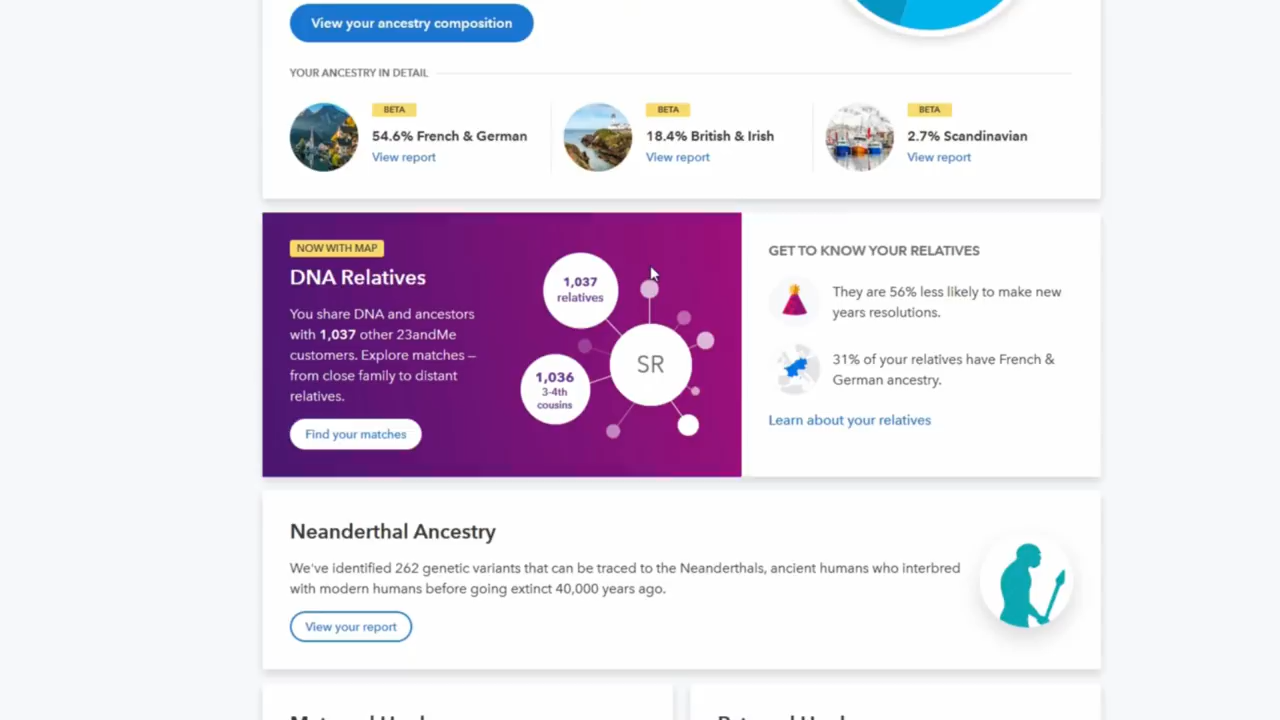 View your ancestry composition
YOUR ANCESTRY IN DETAIL
BETA
54.6% French & German
View report
BETA
18.4% British & Irish
View report
BETA
2.7% Scandinavian
View report
NOW WITH MAP
DNA Relatives
You share DNA and ancestors
with 1,037 other 23andMe
customers. Explore matches –
from close family to distant
relatives.
Find your matches
1,037
relatives
SR
1,036
3-4th
cousins
GET TO KNOW YOUR RELATIVES
They are 56% less likely to make new
years resolutions.
31% of your relatives have French &
German ancestry.
Learn about your relatives
Neanderthal Ancestry
We've identified 262 genetic variants that can be traced to the Neanderthals, ancient humans who interbred
with modern humans before going extinct 40,000 years ago.
View your report